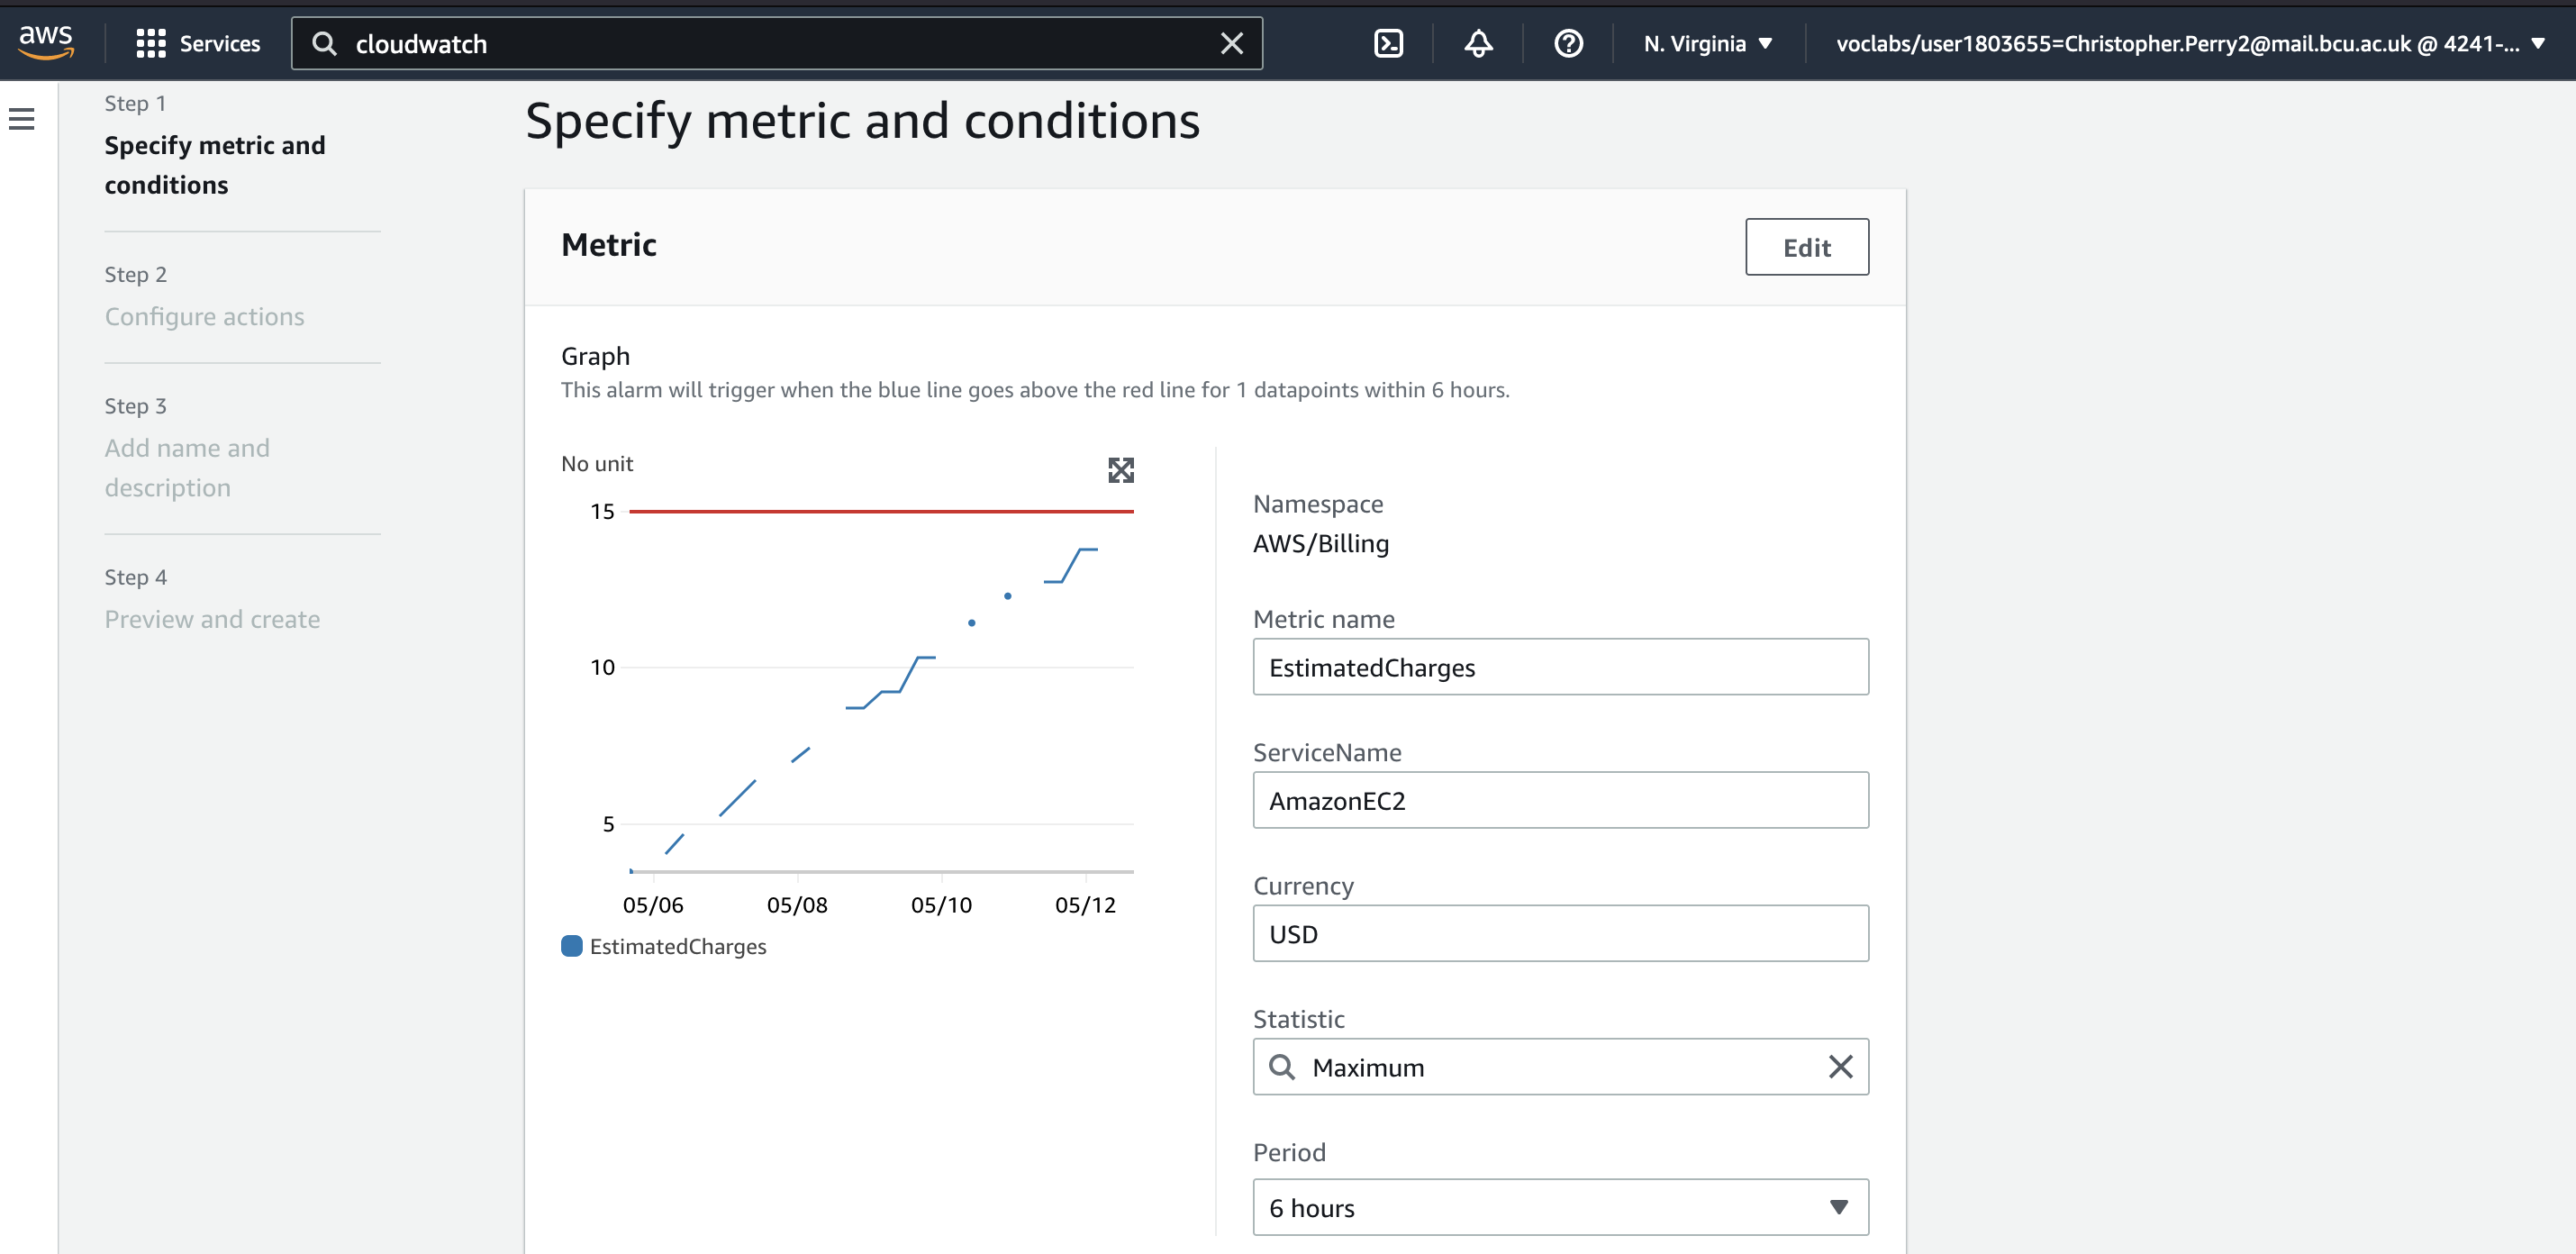 aws
Services
cloudwatch
N. Virginia
voclabs/user1803655=Christopher.Perry2@mail.bcu.ac.uk @ 4241-...
Step 1
Specify metric and
conditions
Step 2
Configure actions
Step 3
Add name and
description
Step 4
Preview and create
Specify metric and conditions
Metric
Edit
Graph
This alarm will trigger when the blue line goes above the red line for 1 datapoints within 6 hours.
No unit
15
10
5
05/06
05/08
05/10
05/12
EstimatedCharges
Namespace
AWS/Billing
Metric name
EstimatedCharges
ServiceName
AmazonEC2
Currency
USD
Statistic
Maximum
Period
6 hours